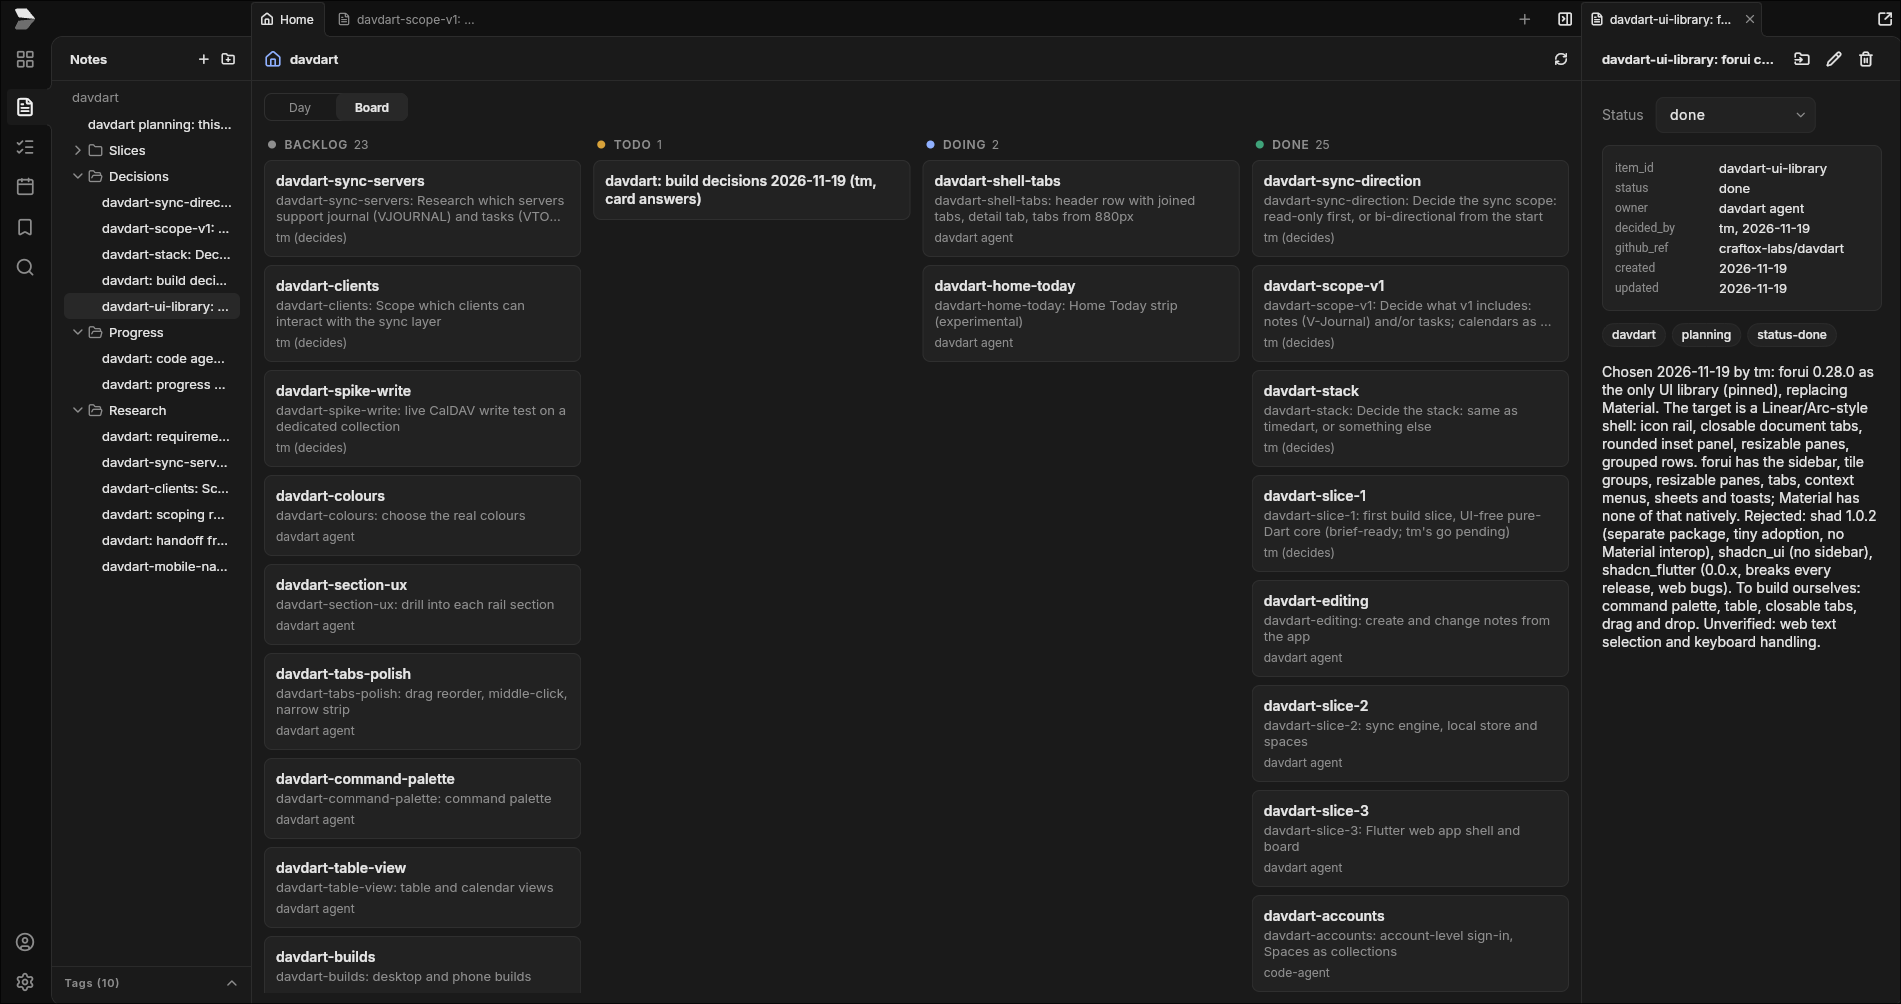 Home
davdart-scope-v1: ...
davdart-ui-library: f...
Notes
davdart
davdart-ui-library: forui c...
davdart
davdart planning: this...
Slices
Decisions
davdart-sync-direc...
davdart-scope-v1: ...
davdart-stack: Dec...
davdart: build deci...
davdart-ui-library: ...
Progress
davdart: code age...
davdart: progress ...
Research
davdart: requireme...
davdart-sync-serv...
davdart-clients: Sc...
davdart: scoping r...
davdart: handoff fr...
davdart-mobile-na...
Tags (10)
Day
Board
BACKLOG 23
davdart-sync-servers
davdart-sync-servers: Research which servers
support journal (VJOURNAL) and tasks (VTO...
tm (decides)
davdart-clients
davdart-clients: Scope which clients can
interact with the sync layer
tm (decides)
davdart-spike-write
davdart-spike-write: live CalDAV write test on a
dedicated collection
tm (decides)
davdart-colours
davdart-colours: choose the real colours
davdart agent
davdart-section-ux
davdart-section-ux: drill into each rail section
davdart agent
davdart-tabs-polish
davdart-tabs-polish: drag reorder, middle-click,
narrow strip
davdart agent
davdart-command-palette
davdart-command-palette: command palette
davdart agent
davdart-table-view
davdart-table-view: table and calendar views
davdart agent
davdart-builds
davdart-builds: desktop and phone builds
TODO 1
davdart: build decisions 2026-11-19 (tm,
card answers)
DOING 2
davdart-shell-tabs
davdart-shell-tabs: header row with joined
tabs, detail tab, tabs from 880px
davdart agent
davdart-home-today
davdart-home-today: Home Today strip
(experimental)
davdart agent
DONE 25
davdart-sync-direction
davdart-sync-direction: Decide the sync scope:
read-only first, or bi-directional from the start
tm (decides)
davdart-scope-v1
davdart-scope-v1: Decide what v1 includes:
notes (V-Journal) and/or tasks; calendars as ...
tm (decides)
davdart-stack
davdart-stack: Decide the stack: same as
timedart, or something else
tm (decides)
davdart-slice-1
davdart-slice-1: first build slice, UI-free pure-
Dart core (brief-ready; tm's go pending)
tm (decides)
davdart-editing
davdart-editing: create and change notes from
the app
davdart agent
davdart-slice-2
davdart-slice-2: sync engine, local store and
spaces
davdart agent
davdart-slice-3
davdart-slice-3: Flutter web app shell and
board
davdart agent
davdart-accounts
davdart-accounts: account-level sign-in,
Spaces as collections
code-agent
Status
done
item_id davdart-ui-library
status done
owner davdart agent
decided_by tm, 2026-11-19
github_ref craftox-labs/davdart
created 2026-11-19
updated 2026-11-19
davdart
planning
status-done
Chosen 2026-11-19 by tm: forui 0.28.0 as
the only UI library (pinned), replacing
Material. The target is a Linear/Arc-style
shell: icon rail, closable document tabs,
rounded inset panel, resizable panes,
grouped rows. forui has the sidebar, tile
groups, resizable panes, tabs, context
menus, sheets and toasts; Material has
none of that natively. Rejected: shad 1.0.2
(separate package, tiny adoption, no
Material interop), shadcn_ui (no sidebar),
shadcn_flutter (0.0.x, breaks every
release, web bugs). To build ourselves:
command palette, table, closable tabs,
drag and drop. Unverified: web text
selection and keyboard handling.